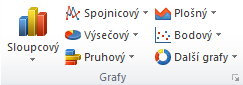 Sloupcový
Spojnicový
Výsečový
Pruhový
Plošný
Bodový
Další grafy
Grafy